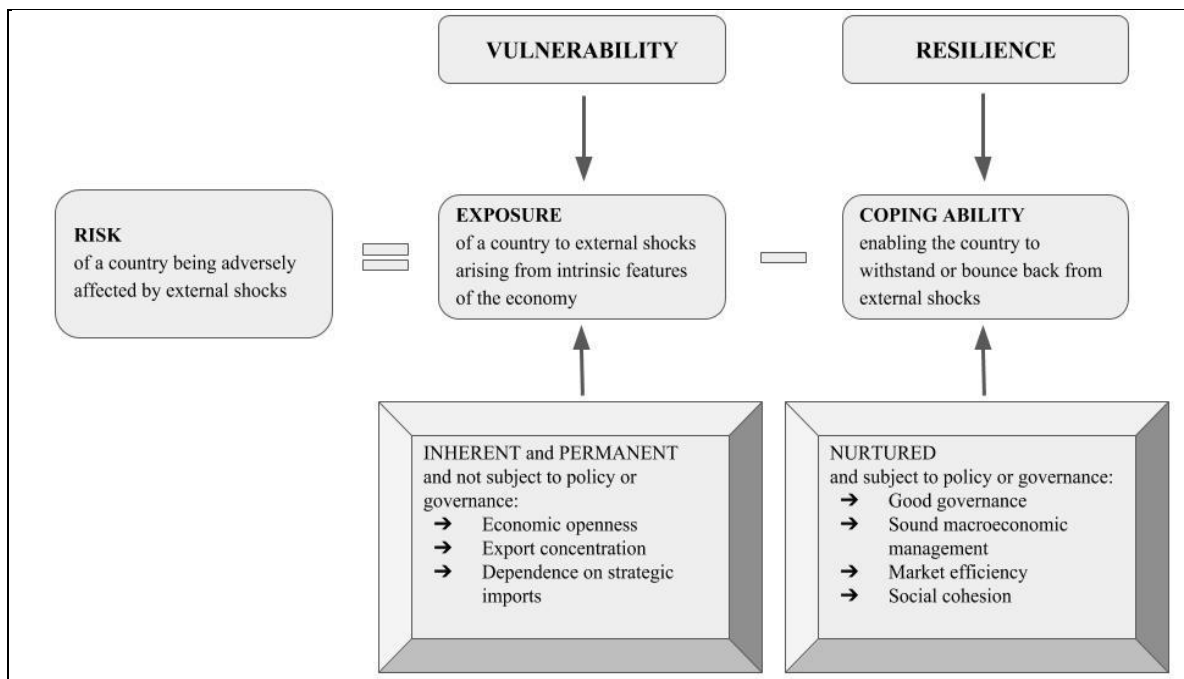 VULNERABILITY
RESILIENCE
RISK
of a country being adversely
affected by external shocks
EXPOSURE
of a country to external shocks
arising from intrinsic features
of the economy
COPING ABILITY
enabling the country to
withstand or bounce back from
external shocks
INHERENT and PERMANENT
and not subject to policy or
governance:
➔ Economic openness
➔ Export concentration
➔ Dependence on strategic
imports
NURTURED
and subject to policy or governance:
➔ Good governance
➔ Sound macroeconomic
management
➔ Market efficiency
➔ Social cohesion